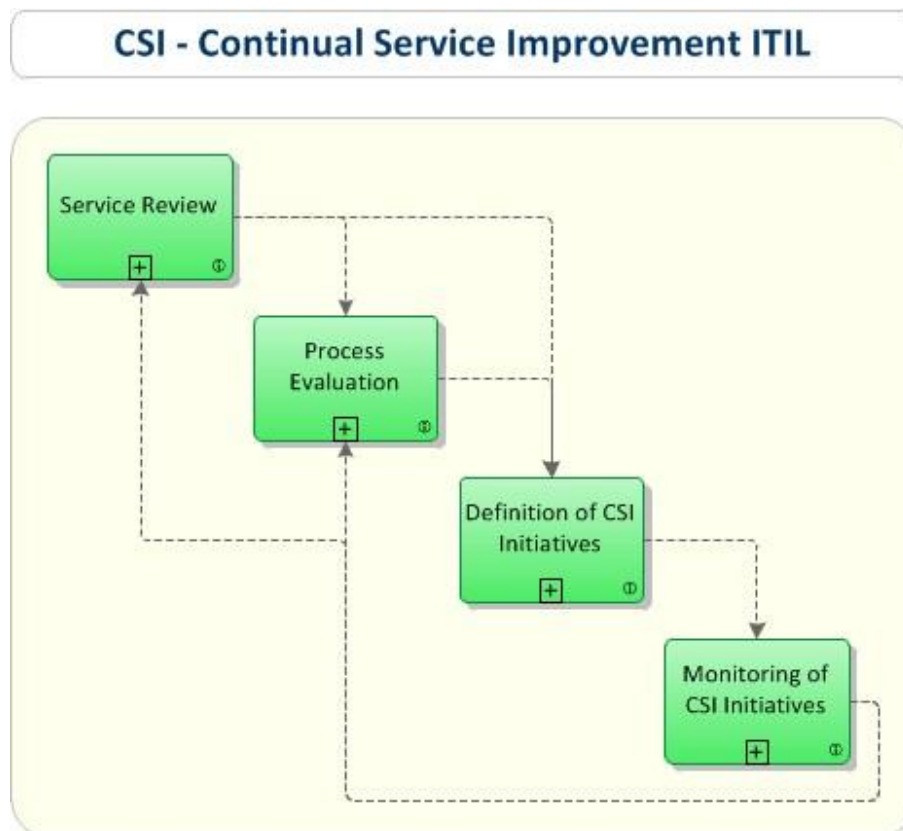 CSI - Continual Service Improvement ITIL
Service Review
Process
Evaluation
Definition of CSI
Initiatives
Monitoring of
CSI Initiatives